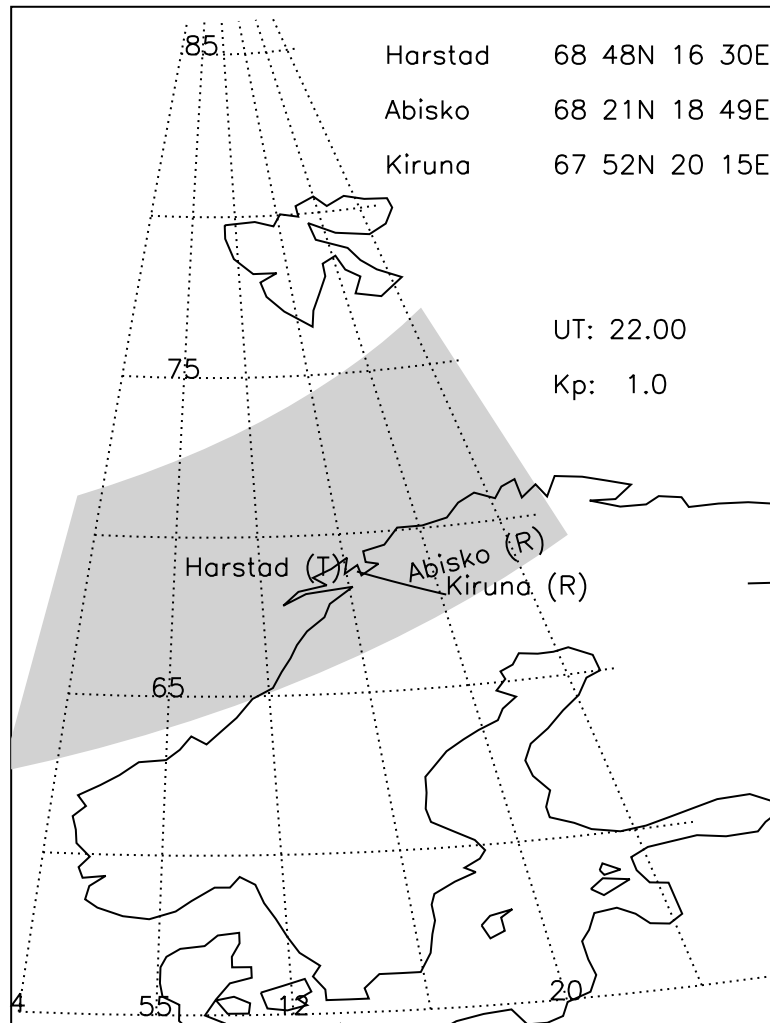 85
Harstad 68 48N 16 30E
Abisko 68 21N 18 49E
Kiruna 67 52N 20 15E
UT: 22.00
75
Kp: 1.0
Harstad (T)
Abisko (R)
Kiruna (R)
65
4
55
12
20